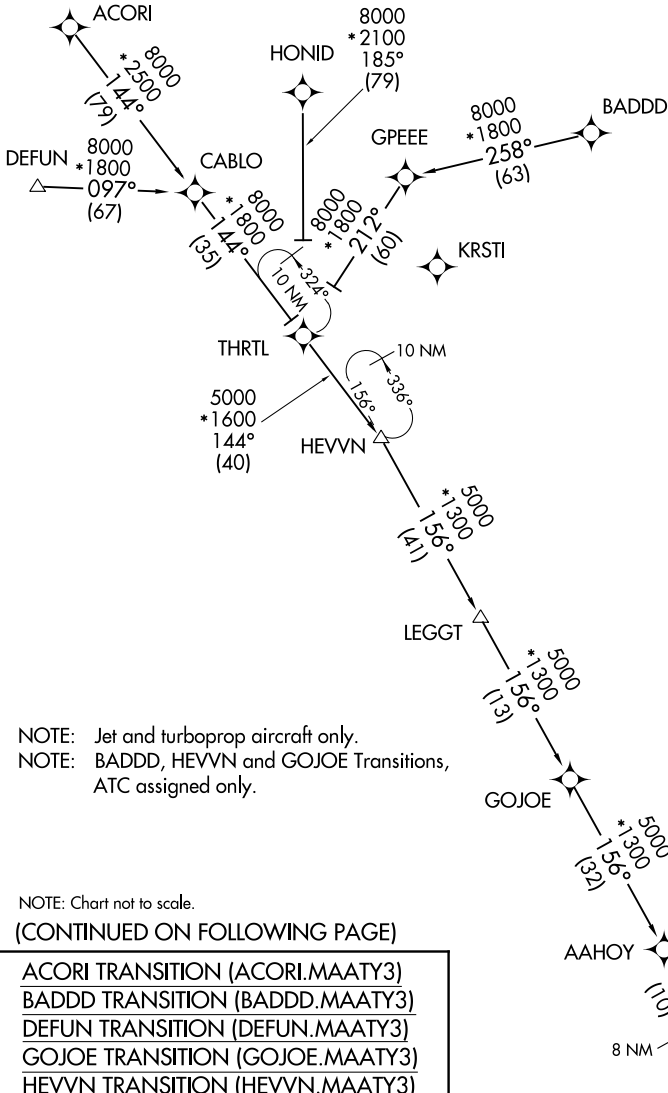 ACORI
8000
*2500
144°
(79)
HONID
8000
*2100
185°
(79)
BADDD
8000
*1800
258°
(63)
GPEEE
DEFUN
8000
*1800
097°
(67)
CABLO
8000
*1800
144°
(35)
8000
*1800
212°
(60)
KRSTI
10 NM
324°
THRTL
5000
*1600
144°
(40)
10 NM
156°
336°
HEVVN
5000
*1300
156°
(41)
LEGGT
5000
*1300
156°
(13)
NOTE: Jet and turboprop aircraft only.
NOTE: BADDD, HEVVN and GOJOE Transitions,
ATC assigned only.
GOJOE
5000
*1300
156°
(32)
NOTE: Chart not to scale.
(CONTINUED ON FOLLOWING PAGE)
AAHOY
(10)
8 NM
ACORI TRANSITION (ACORI.MAATY3)
BADDD TRANSITION (BADDD.MAATY3)
DEFUN TRANSITION (DEFUN.MAATY3)
GOJOE TRANSITION (GOJOE.MAATY3)
HEVVN TRANSITION (HEVVN.MAATY3)